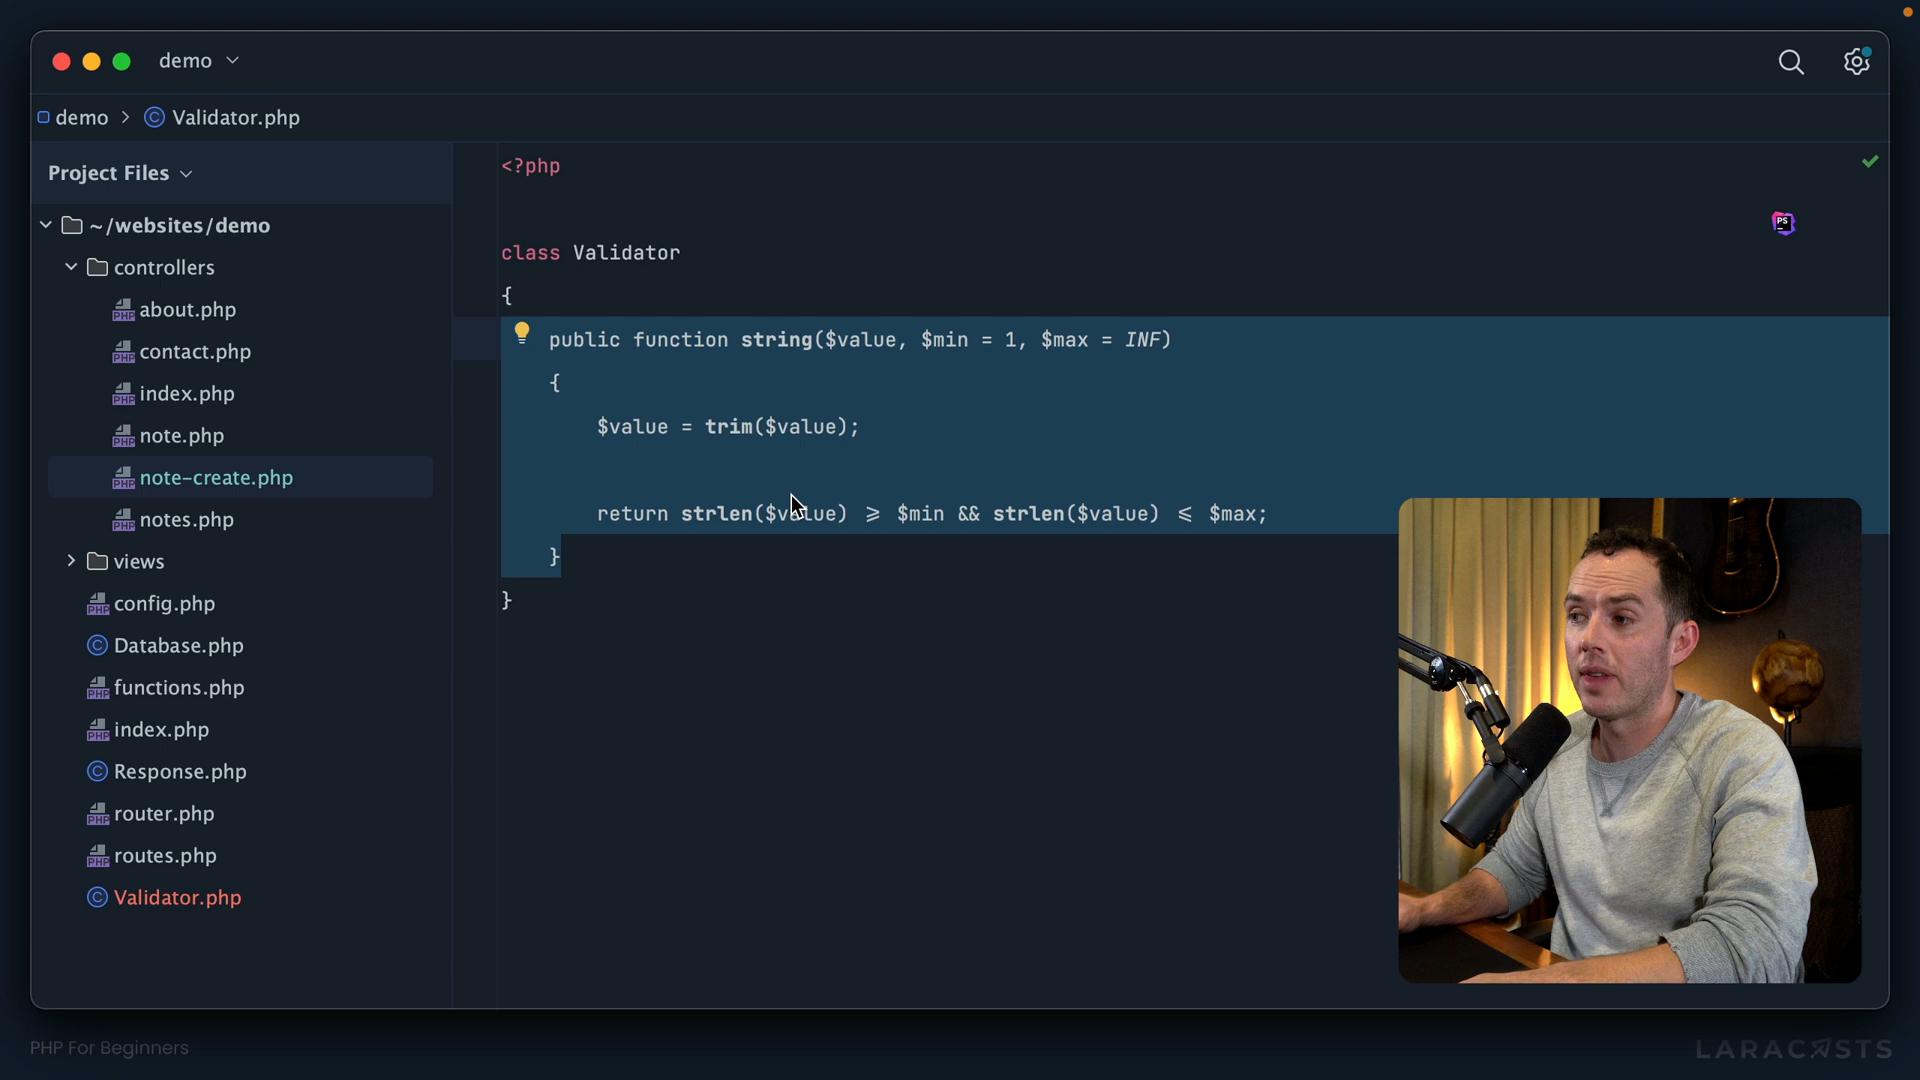 demo
demo > Validator.php
Project Files
~/websites/demo
controllers
about.php
contact.php
index.php
note.php
note-create.php
notes.php
views
config.php
Database.php
functions.php
index.php
Response.php
router.php
routes.php
Validator.php
<?php
class Validator
{
public function string($value, $min = 1, $max = INF)
{
$value = trim($value);
return strlen($value) ⩾ $min && strlen($value) ⩽ $max;
}
}
PS
PHP For Beginners
LARACASTS